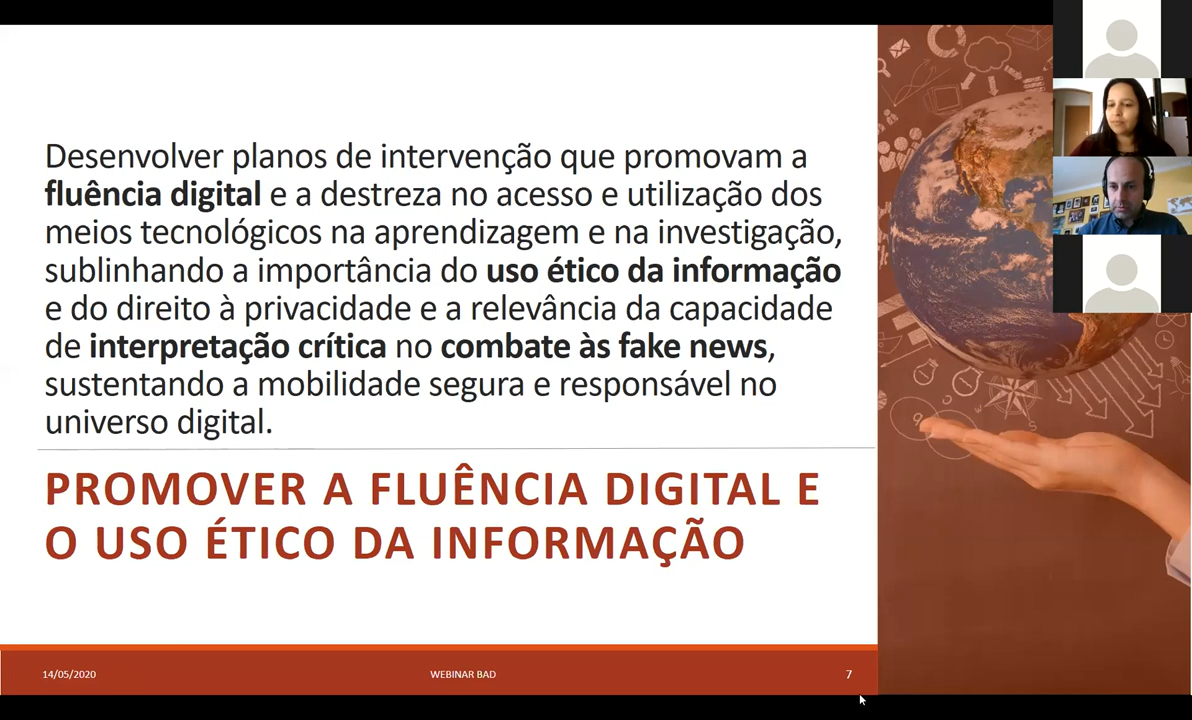 Desenvolver planos de intervenção que promovam a
fluência digital e a destreza no acesso e utilização dos
meios tecnológicos na aprendizagem e na investigação,
sublinhando a importância do uso ético da informação
e do direito à privacidade e a relevância da capacidade
de interpretação crítica no combate às fake news,
sustentando a mobilidade segura e responsável no
universo digital.
PROMOVER A FLUÊNCIA DIGITAL E
O USO ÉTICO DA INFORMAÇÃO
14/05/2020
WEBINAR BAD
7